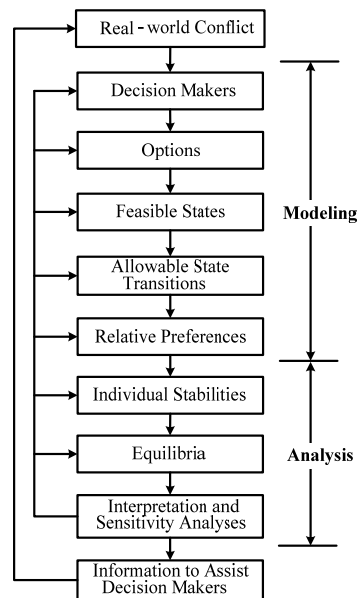 Real-world Conflict
Decision Makers
Options
Feasible States
Modeling
Allowable State
Transitions
Relative Preferences
Individual Stabilities
Equilibria
Analysis
Interpretation and
Sensitivity Analyses
Information to Assist
Decision Makers